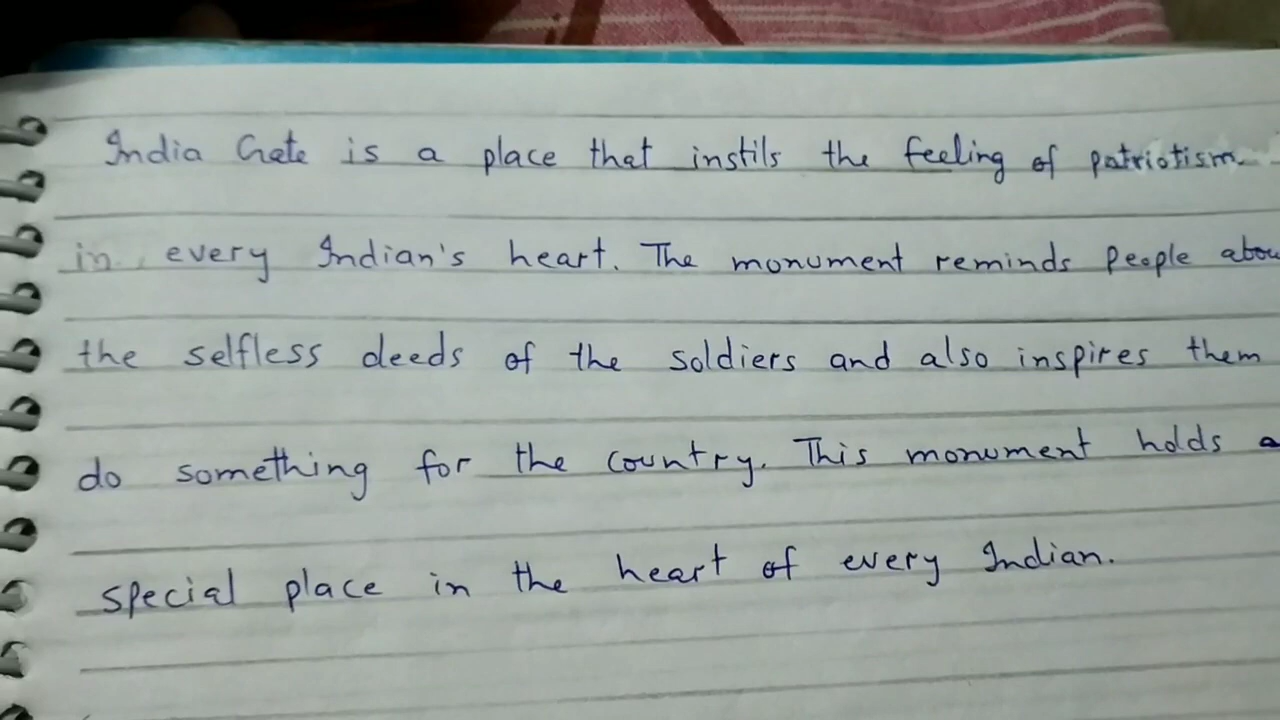 India Gate is a place that instils the feeling of patriotism
in every Indian's heart. The monument reminds people abou
the selfless deeds of the soldiers and also inspires them
do something for the country. This monument holds a
special place in the heart of every Indian.